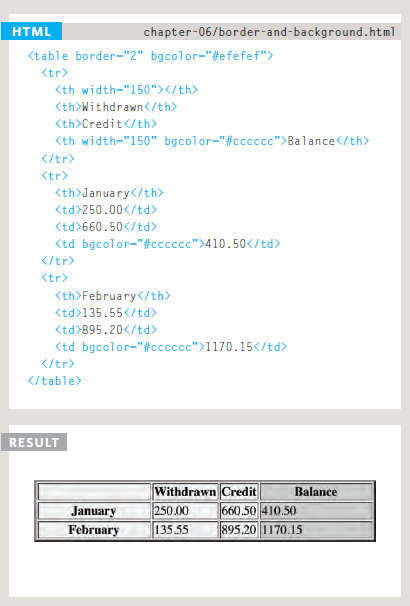 HTML chapter-06/border-and-background.html
<table border="2" bgcolor="#efefef">
<tr>
<th width="150"></th>
<th>Withdrawn</th>
<th>Credit</th>
<th width="150" bgcolor="#cccccc">Balance</th>
</tr>
<tr>
<th>January</th>
<td>250.00</td>
<td>660.50</td>
<td bgcolor="#cccccc">410.50</td>
</tr>
<tr>
<th>February</th>
<td>135.55</td>
<td>895.20</td>
<td bgcolor="#cccccc">1170.15</td>
</tr>
</table>
RESULT
Withdrawn Credit Balance
January 250.00 660.50 410.50
February 135.55 895.20 1170.15